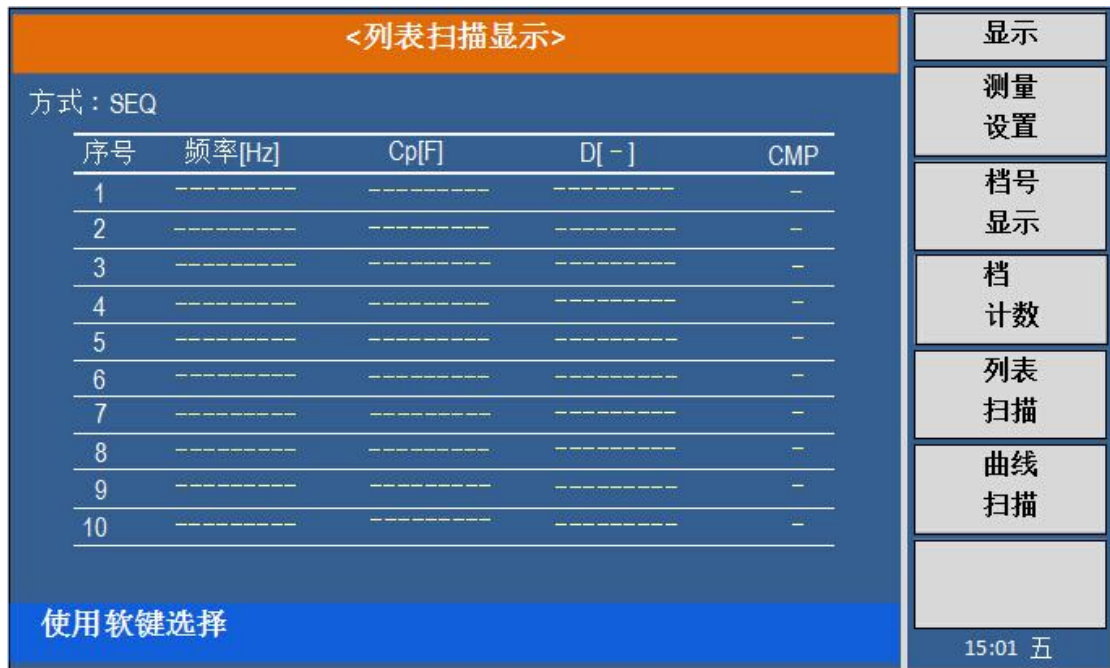 <列表扫描显示>
方式：SEQ
序号 频率[Hz] Cp[F] D[-] CMP
1 --------- --------- --------- -
2 --------- --------- --------- -
3 --------- --------- --------- -
4 --------- --------- --------- -
5 --------- --------- --------- -
6 --------- --------- --------- -
7 --------- --------- --------- -
8 --------- --------- --------- -
9 --------- --------- --------- -
10 --------- --------- --------- -
使用软键选择
显示
测量
设置
档号
显示
档
计数
列表
扫描
曲线
扫描
15:01 五